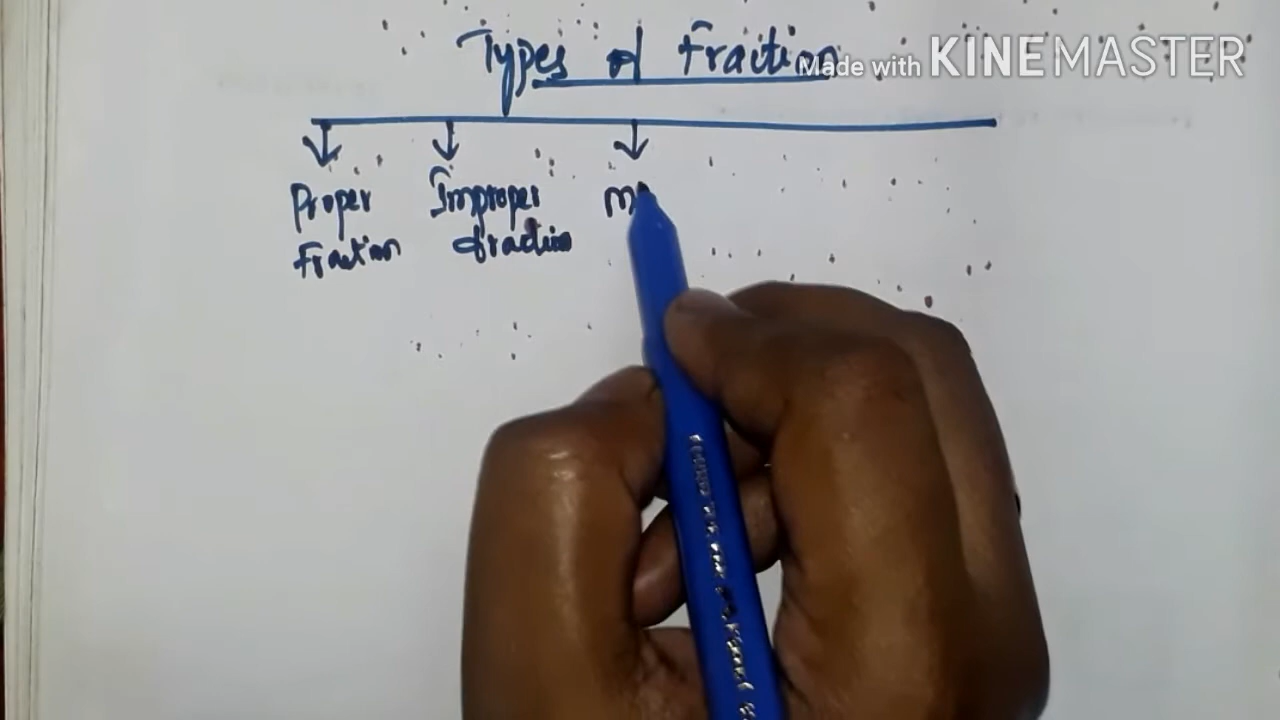 Types of Fraction
Made with KINEMASTER
Proper Improper M
Fraction fraction